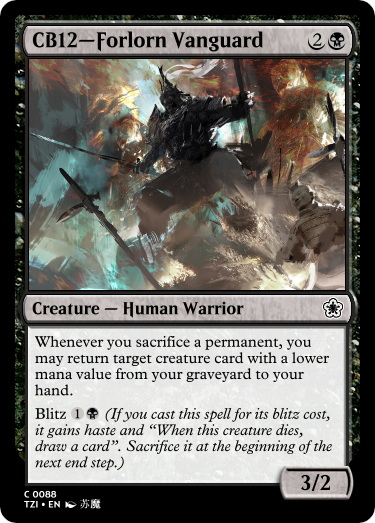 CB12—Forlorn Vanguard 2
Creature — Human Warrior
Whenever you sacrifice a permanent, you
may return target creature card with a lower
mana value from your graveyard to your
hand.
Blitz 1 (If you cast this spell for its blitz cost,
it gains haste and “When this creature dies,
draw a card”. Sacrifice it at the beginning of the
next end step.)
3/2
C 0088
TZI • EN 苏魔